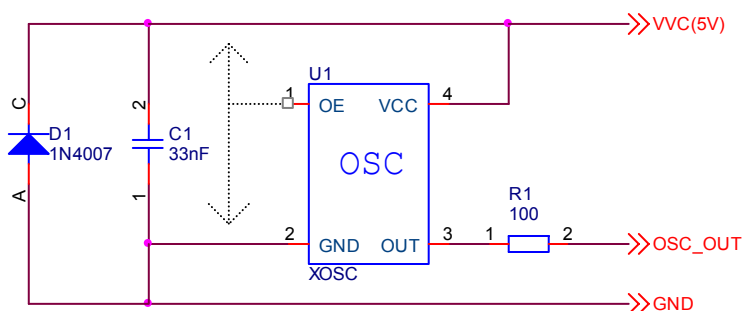 VVC(5V)
U1
1 OE VCC 4
C
2
D1
1N4007
C1
33nF
OSC
A
1
R1
100
2 GND OUT 3
1 2
OSC_OUT
XOSC
GND